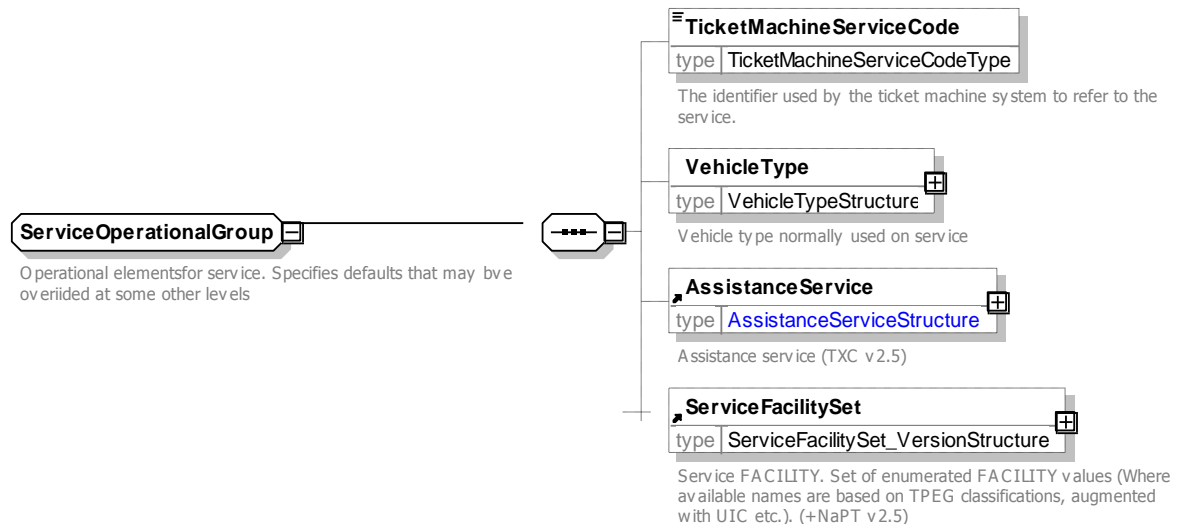 TicketMachineServiceCode
type TicketMachineServiceCodeType
The identifier used by the ticket machine system to refer to the
service.
VehicleType
type VehicleTypeStructure
Vehicle type normally used on service
ServiceOperationalGroup
Operational elementsfor service. Specifies defaults that may bve
overiided at some other levels
AssistanceService
type AssistanceServiceStructure
Assistance service (TXC v2.5)
ServiceFacilitySet
type ServiceFacilitySet_VersionStructure
Service FACILITY. Set of enumerated FACILITY values (Where
available names are based on TPEG classifications, augmented
with UIC etc.). (+NaPT v2.5)